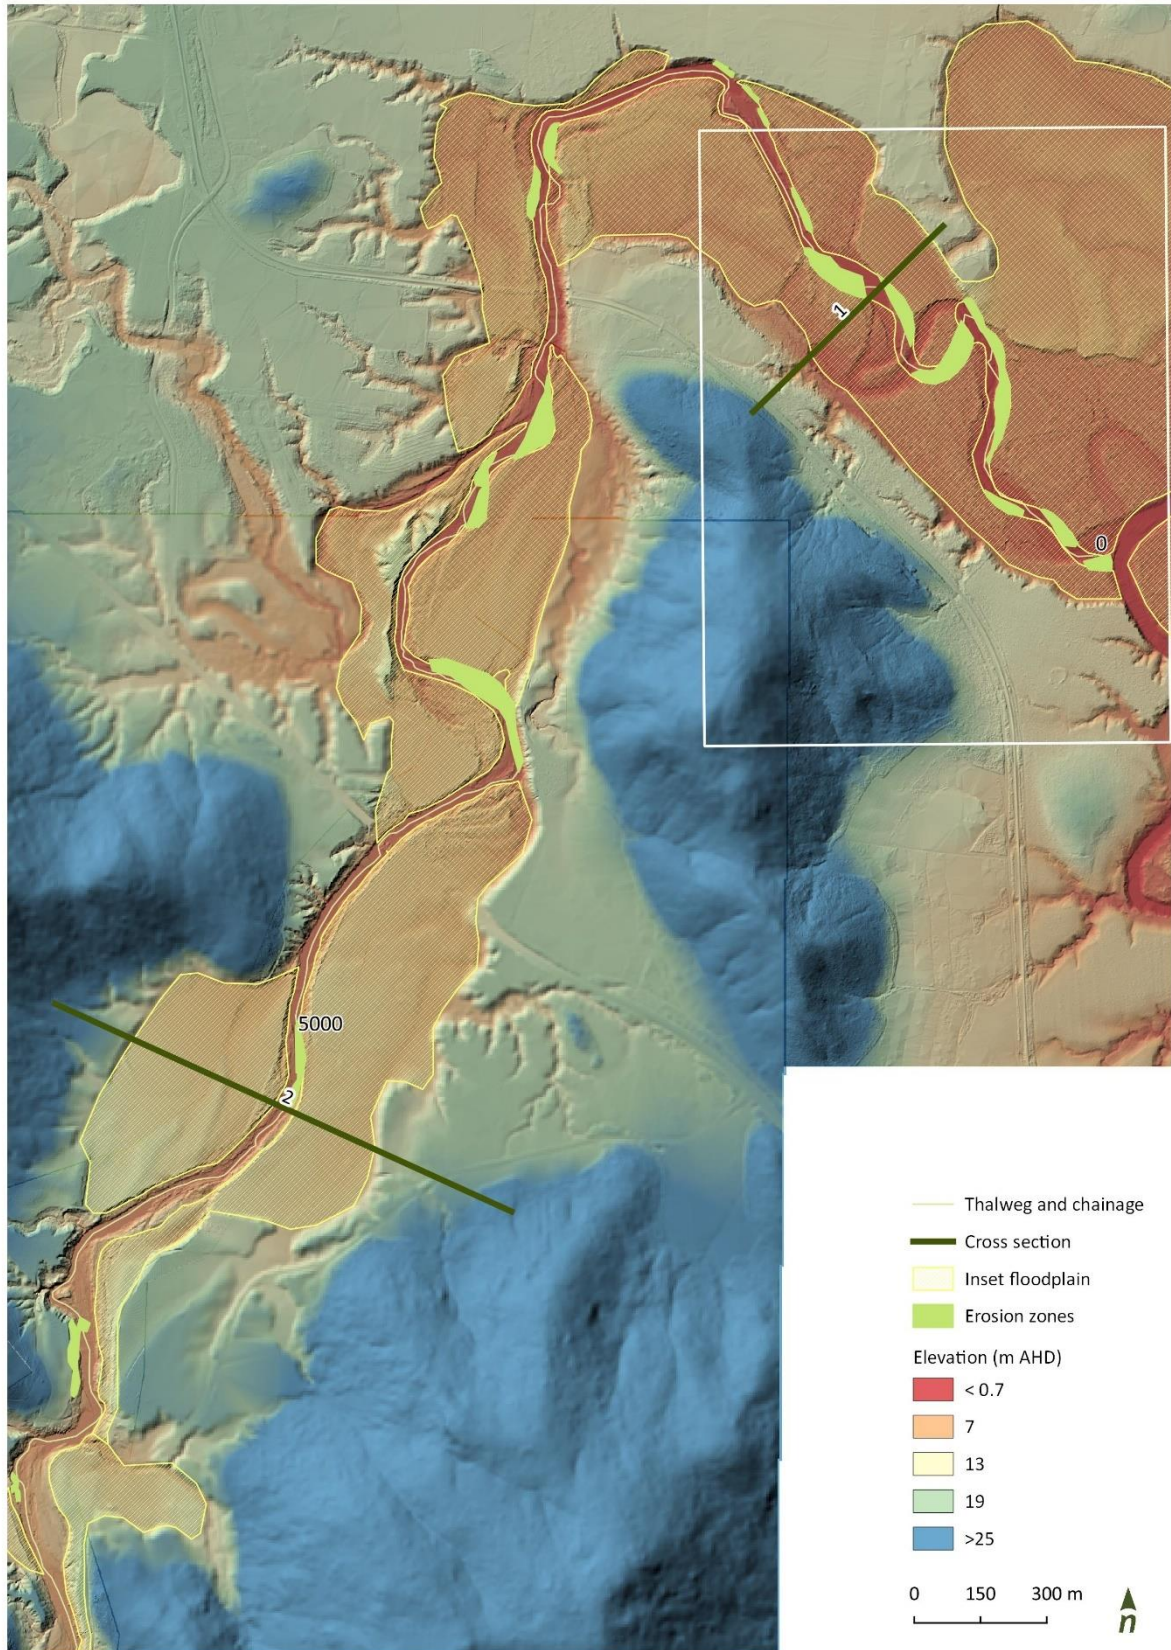 1
0
5000
2
Thalweg and chainage
Cross section
Inset floodplain
Erosion zones
Elevation (m AHD)
< 0.7
7
13
19
>25
0 150 300 m
n